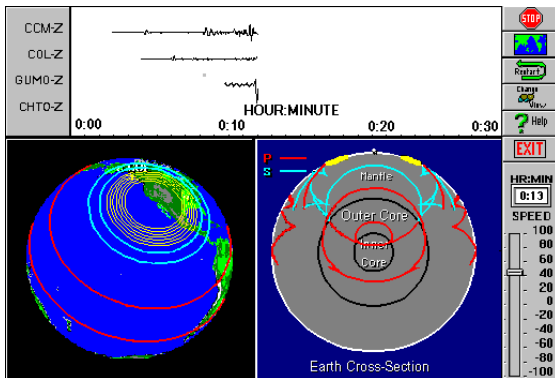 CCM-Z
COL-Z
GUMO-Z
CHTO-Z
HOUR:MINUTE
0:00 0:10 0:20 0:30
STOP
Restart
Change
View
? Help
EXIT
HR:MIN
0:13
SPEED
100
80
60
40
20
0
-20
-40
-60
-80
-100
P
S
Mantle
Outer Core
Inner
Core
Earth Cross-Section